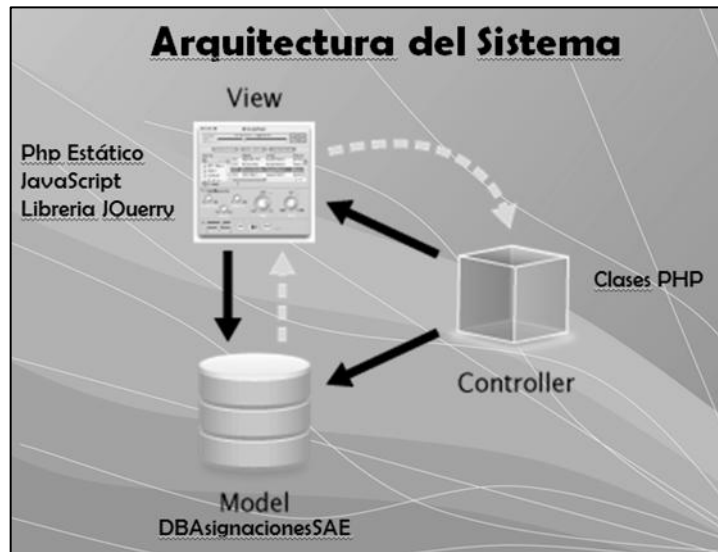 Arquitectura del Sistema
View
Php Estático
JavaScript
Libreria JQuerry
Clases PHP
Controller
Model
DBAsignacionesSAE